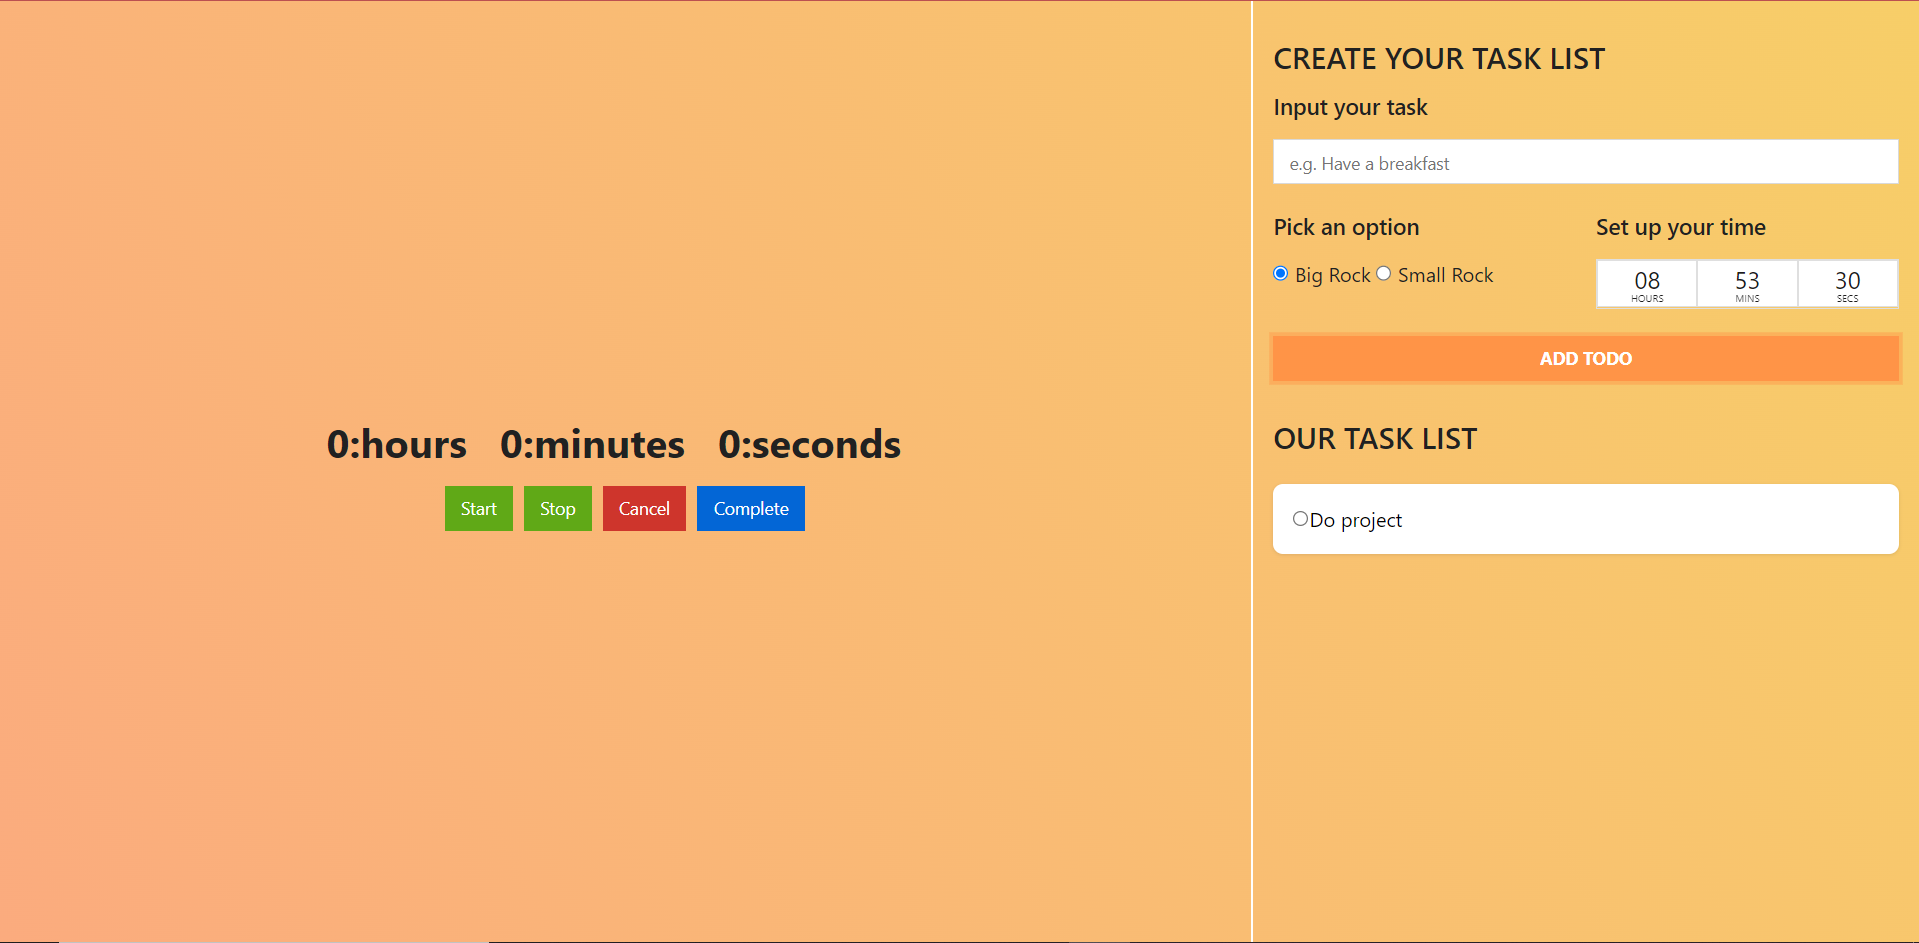 0:hours 0:minutes 0:seconds
Start Stop Cancel Complete
CREATE YOUR TASK LIST
Input your task
e.g. Have a breakfast
Pick an option
Big Rock Small Rock
Set up your time
08 53 30
HOURS MINS SECS
ADD TODO
OUR TASK LIST
Do project